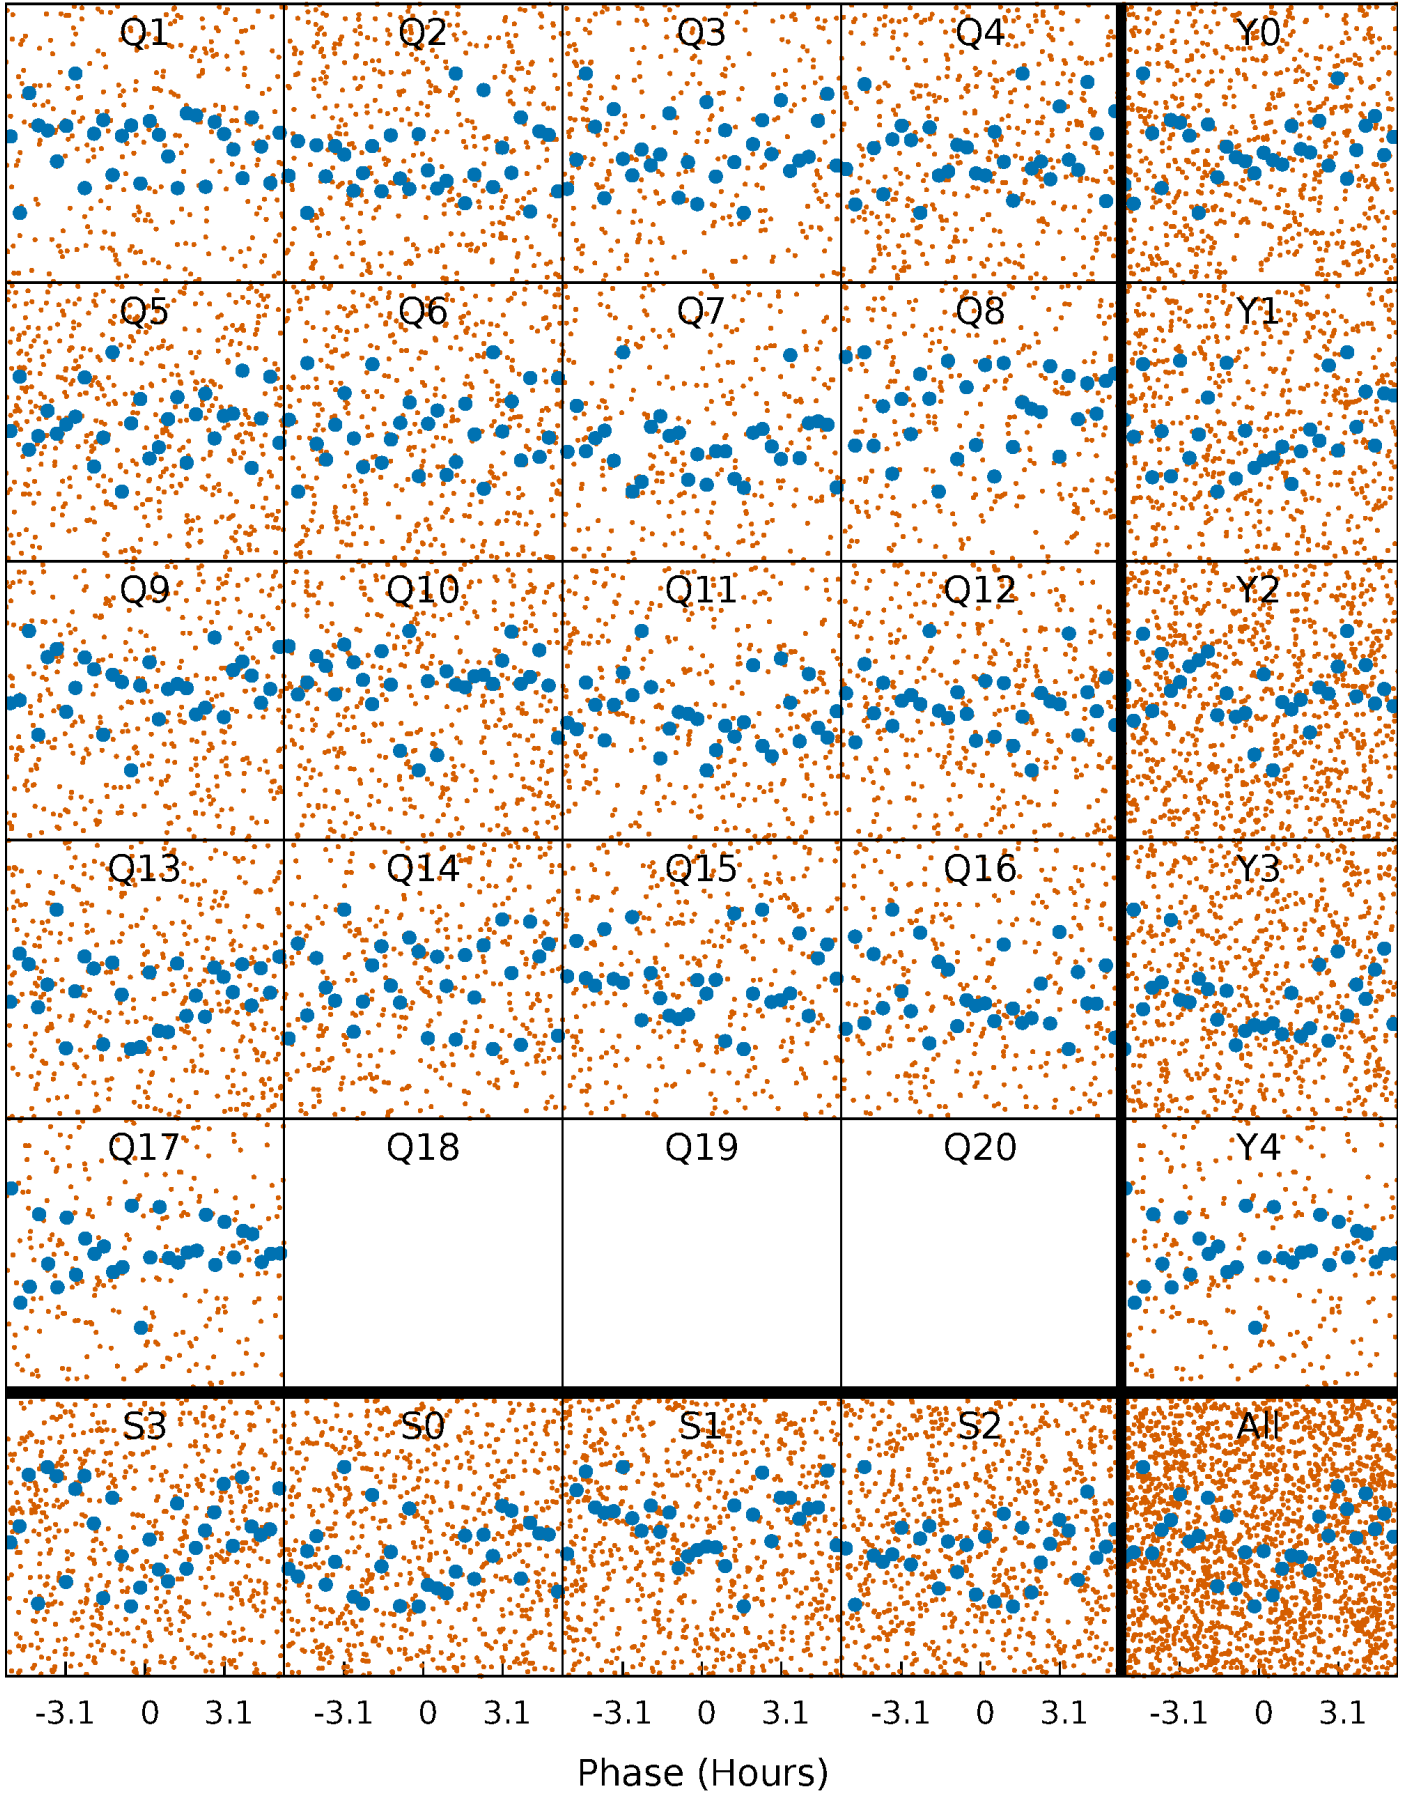 Q1 Q2 Q3 Q4 Y0
Q5 Q6 Q7 Q8 Y1
Q9 Q10 Q11 Q12 Y2
Q13 Q14 Q15 Q16 Y3
Q17 Q18 Q19 Q20 Y4
S3 S0 S1 S2 All
-3.1 0 3.1 -3.1 0 3.1 -3.1 0 3.1 -3.1 0 3.1 -3.1 0 3.1
Phase (Hours)